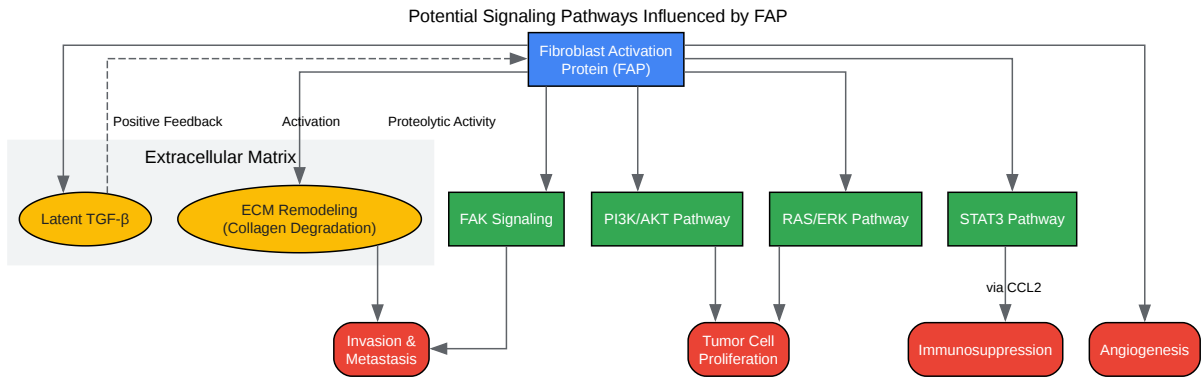 Potential Signaling Pathways Influenced by FAP
Fibroblast Activation
Protein (FAP)
Positive Feedback
Activation
Proteolytic Activity
Extracellular Matrix
Latent TGF-β
ECM Remodeling
(Collagen Degradation)
FAK Signaling
PI3K/AKT Pathway
RAS/ERK Pathway
STAT3 Pathway
via CCL2
Invasion &
Metastasis
Tumor Cell
Proliferation
Immunosuppression
Angiogenesis